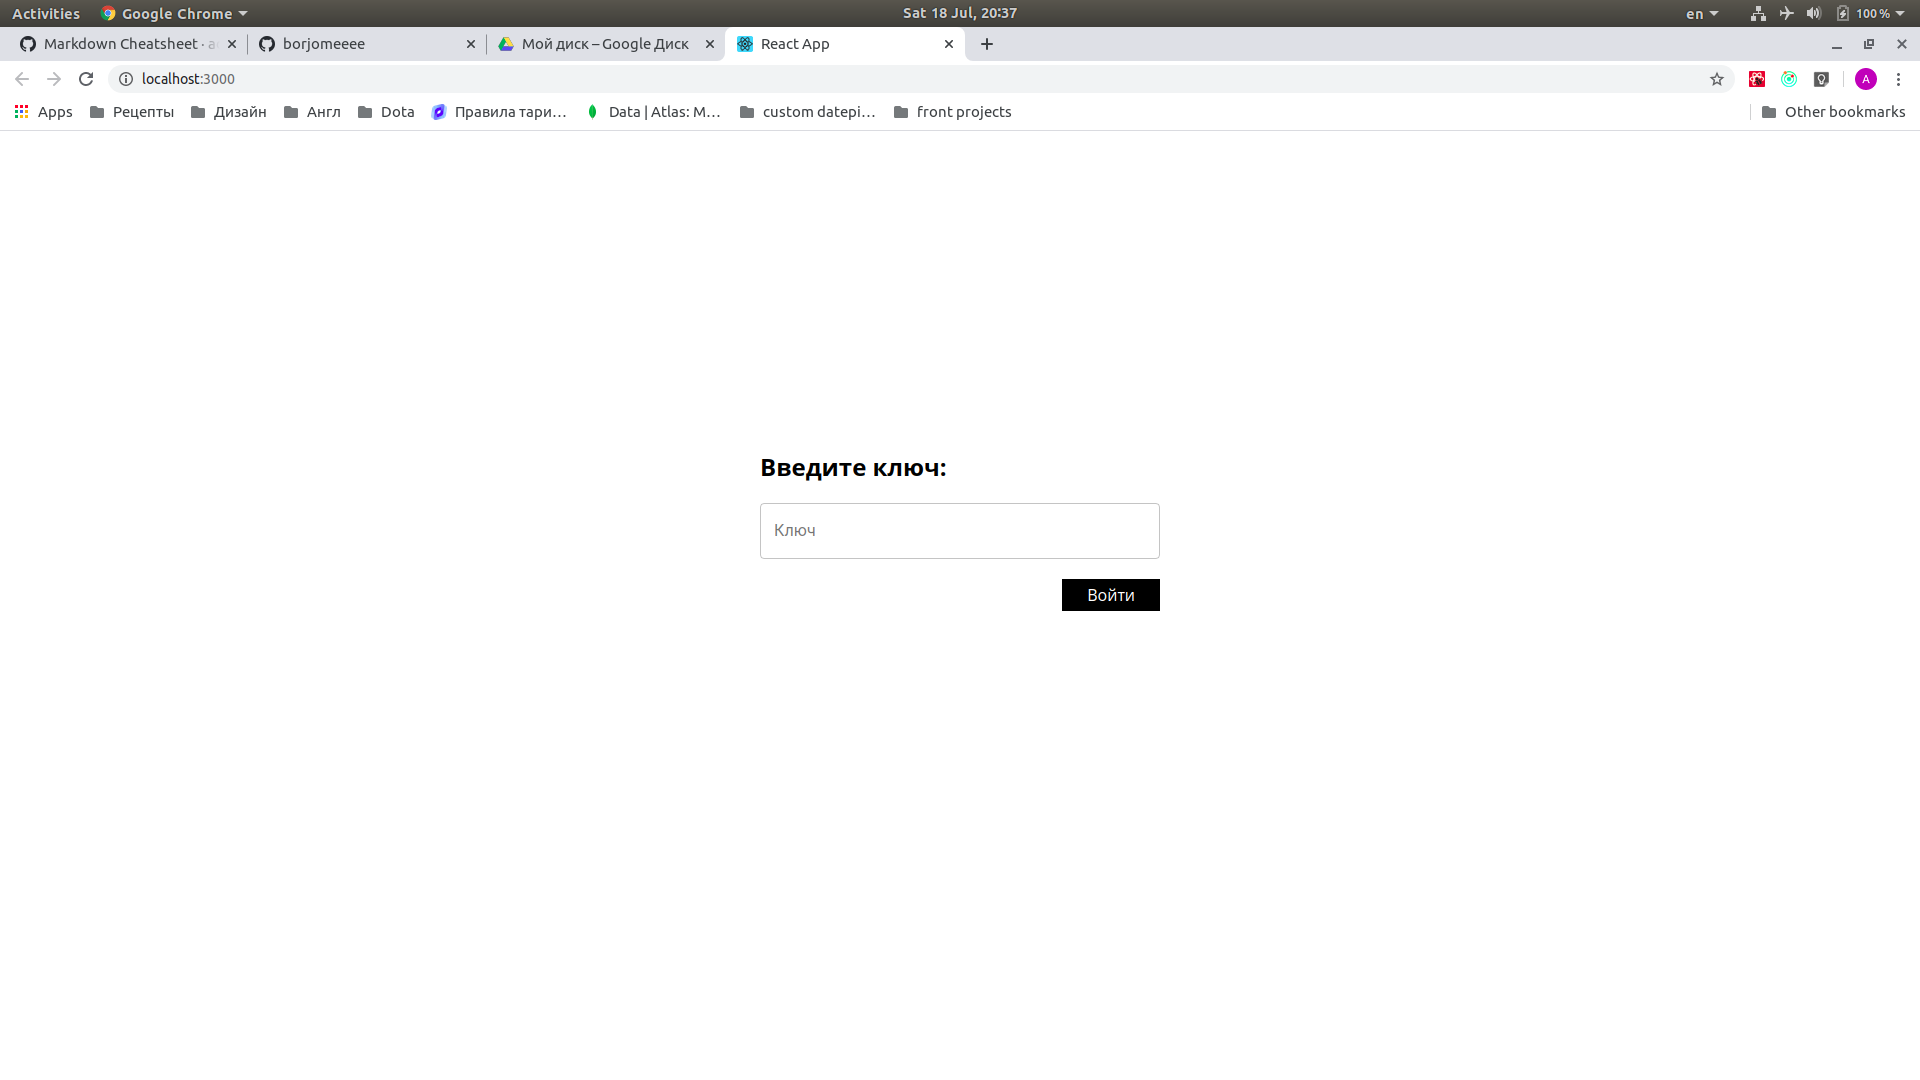 Activities Google Chrome Sat 18 Jul, 20:37 en 100 %
Markdown Cheatsheet · borjomeeee Мой диск – Google Диск React App
localhost:3000 A
Apps Рецепты Дизайн Англ Dota Правила тари… Data | Atlas: M… custom datepi… front projects Other bookmarks
Введите ключ:
Ключ
Войти